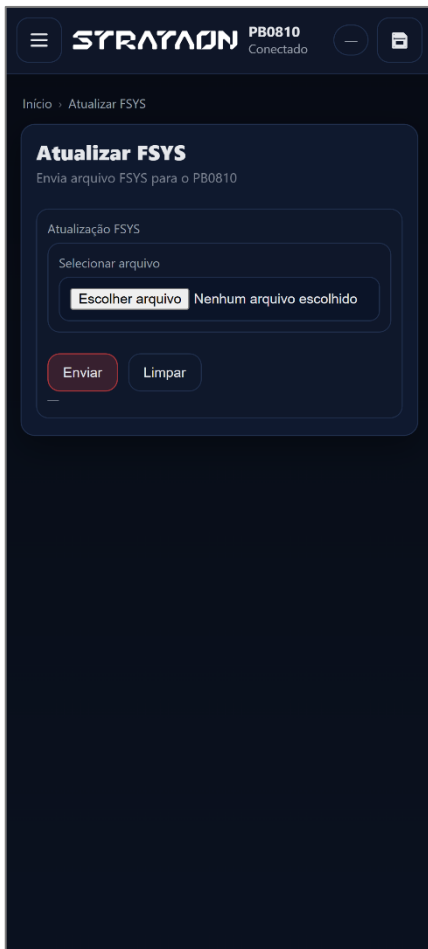 STRATAON
PB0810
Conectado
—
Início › Atualizar FSYS
Atualizar FSYS
Envia arquivo FSYS para o PB0810
Atualização FSYS
Selecionar arquivo
Escolher arquivo Nenhum arquivo escolhido
Enviar Limpar
—